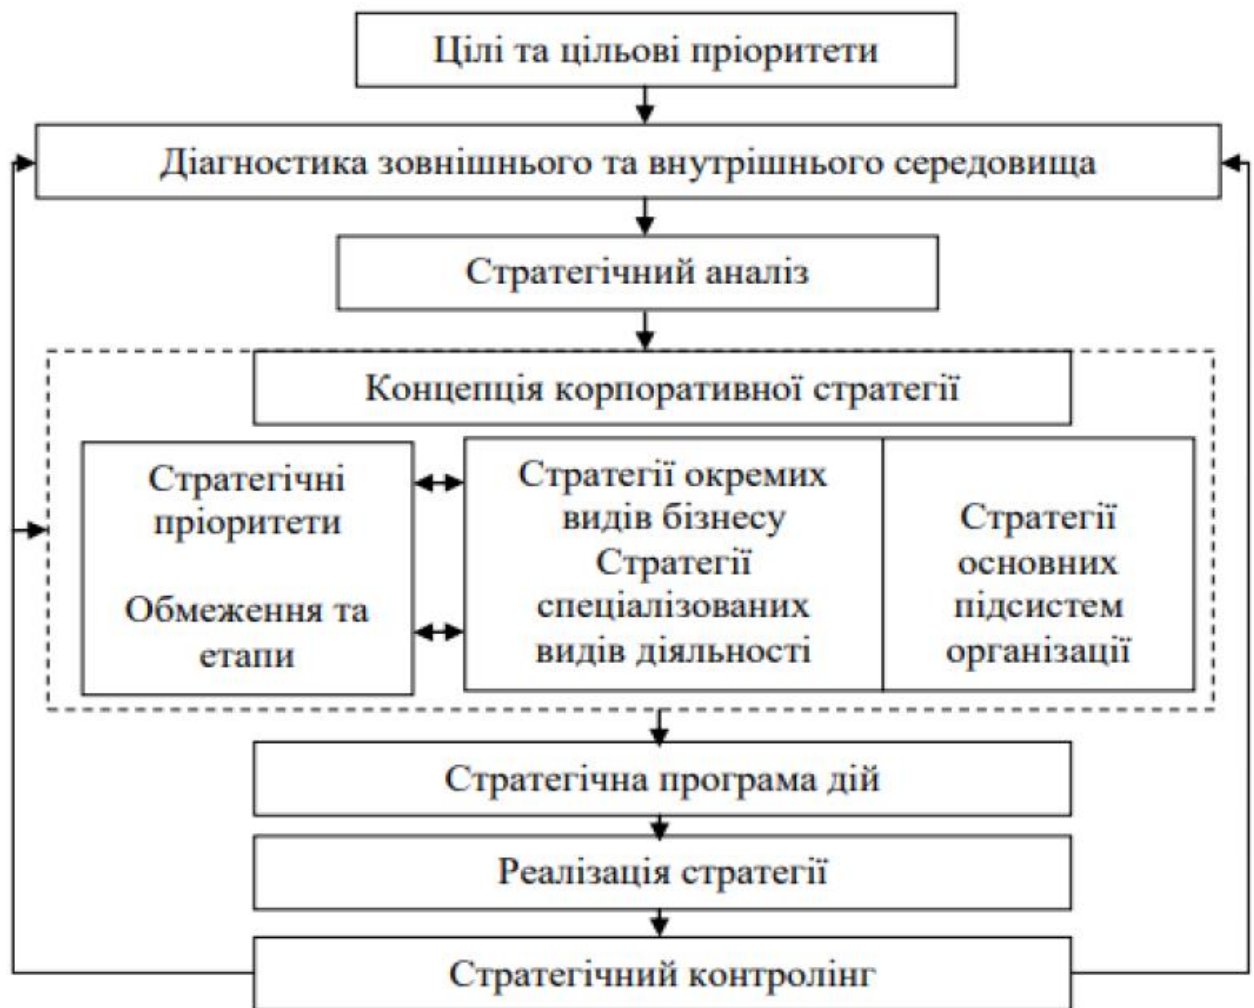 Цілі та цільові пріоритети
Діагностика зовнішнього та внутрішнього середовища
Стратегічний аналіз
Концепція корпоративної стратегії
Стратегічні
пріоритети
Обмеження та
етапи
Стратегії окремих
видів бізнесу
Стратегії
спеціалізованих
видів діяльності
Стратегії
основних
підсистем
організації
Стратегічна програма дій
Реалізація стратегії
Стратегічний контролінг